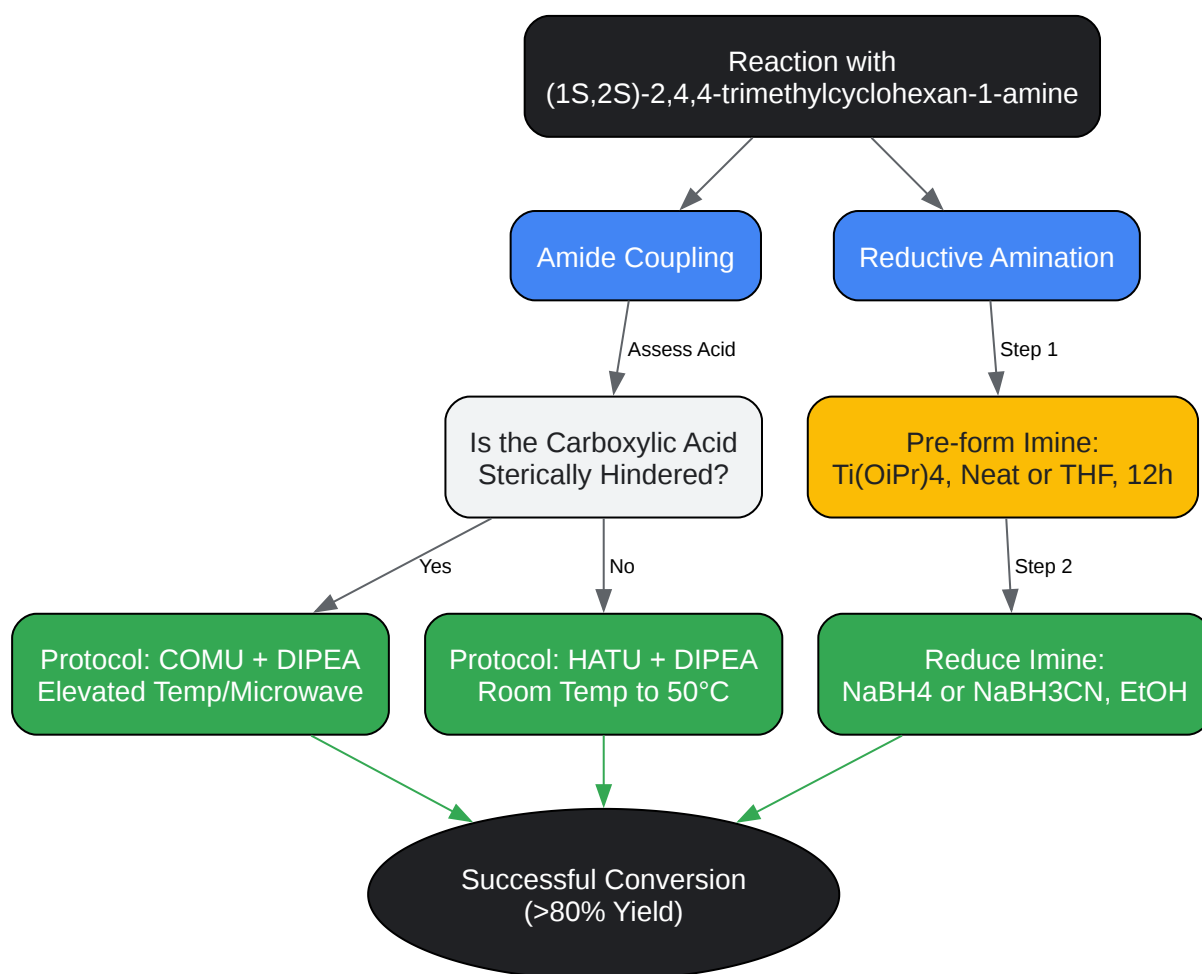 Reaction with
(1S,2S)-2,4,4-trimethylcyclohexan-1-amine
Amide Coupling
Reductive Amination
Assess Acid
Step 1
Is the Carboxylic Acid
Sterically Hindered?
Pre-form Imine:
Ti(OiPr)4, Neat or THF, 12h
Yes
No
Step 2
Protocol: COMU + DIPEA
Elevated Temp/Microwave
Protocol: HATU + DIPEA
Room Temp to 50°C
Reduce Imine:
NaBH4 or NaBH3CN, EtOH
Successful Conversion
(>80% Yield)